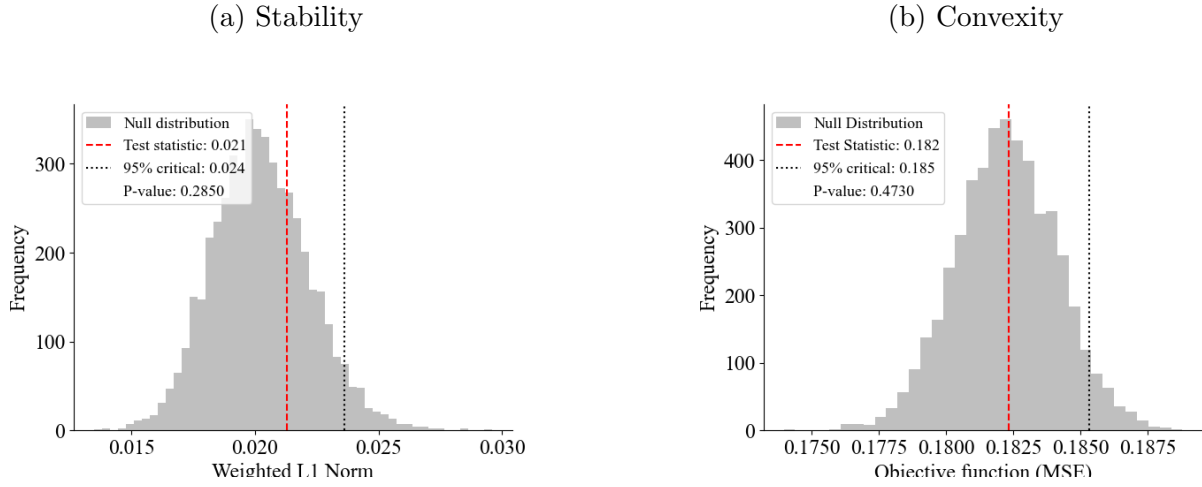 (a) Stability
Null distribution
Test statistic: 0.021
95% critical: 0.024
P-value: 0.2850
Frequency
300
200
100
0
0.015
0.020
0.025
0.030
Weighted L1 Norm
(b) Convexity
Null Distribution
Test Statistic: 0.182
95% critical: 0.185
P-value: 0.4730
Frequency
400
300
200
100
0
0.1750
0.1775
0.1800
0.1825
0.1850
0.1875
Objective function (MSE)